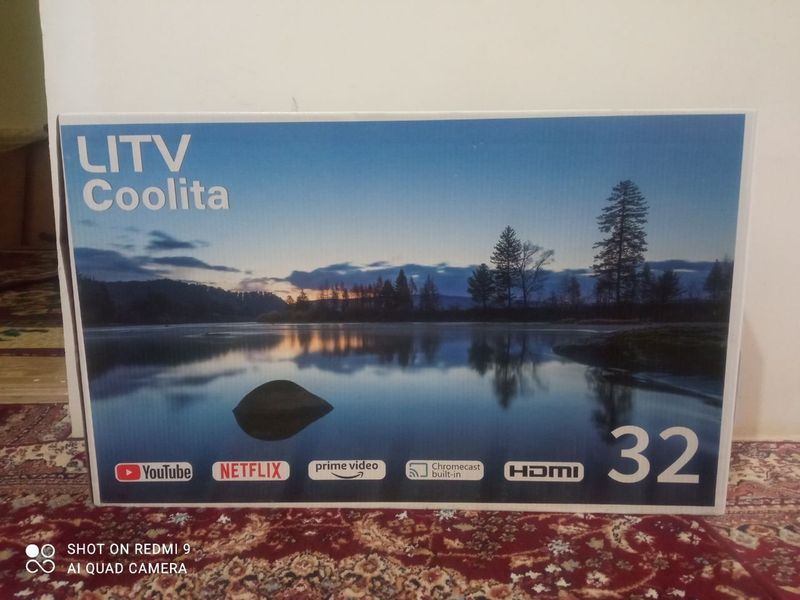 LITV
Coolita
YouTube
NETFLIX
prime video
Chromecast
built-in
HDMI
32
SHOT ON REDMI 9
AI QUAD CAMERA